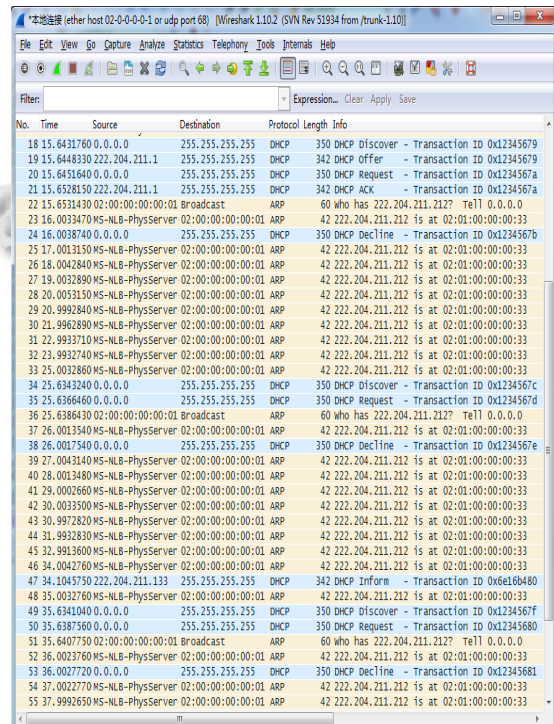 *本地连接 (ether host 02-0-0-0-0-1 or udp port 68) [Wireshark 1.10.2 (SVN Rev 51934 from /trunk-1.10)]
File Edit View Go Capture Analyze Statistics Telephony Tools Internals Help
Filter: Expression... Clear Apply Save
No. Time Source Destination Protocol Length Info
18 15.6431760 0.0.0.0 255.255.255.255 DHCP 350 DHCP Discover - Transaction ID 0x12345679
19 15.6448330 222.204.211.1 255.255.255.255 DHCP 342 DHCP Offer - Transaction ID 0x12345679
20 15.6451640 0.0.0.0 255.255.255.255 DHCP 350 DHCP Request - Transaction ID 0x1234567a
21 15.6528150 222.204.211.1 255.255.255.255 DHCP 342 DHCP ACK - Transaction ID 0x1234567a
22 15.6531430 02:00:00:00:00:01 Broadcast ARP 60 Who has 222.204.211.212? Tell 0.0.0.0
23 16.0033470 MS-NLB-PhysServer- 02:00:00:00:00:01 ARP 42 222.204.211.212 is at 02:01:00:00:00:33
24 16.0038740 0.0.0.0 255.255.255.255 DHCP 350 DHCP Decline - Transaction ID 0x1234567b
25 17.0013150 MS-NLB-PhysServer- 02:00:00:00:00:01 ARP 42 222.204.211.212 is at 02:01:00:00:00:33
26 18.0042840 MS-NLB-PhysServer- 02:00:00:00:00:01 ARP 42 222.204.211.212 is at 02:01:00:00:00:33
27 19.0032890 MS-NLB-PhysServer- 02:00:00:00:00:01 ARP 42 222.204.211.212 is at 02:01:00:00:00:33
28 20.0053150 MS-NLB-PhysServer- 02:00:00:00:00:01 ARP 42 222.204.211.212 is at 02:01:00:00:00:33
29 20.9992840 MS-NLB-PhysServer- 02:00:00:00:00:01 ARP 42 222.204.211.212 is at 02:01:00:00:00:33
30 21.9962890 MS-NLB-PhysServer- 02:00:00:00:00:01 ARP 42 222.204.211.212 is at 02:01:00:00:00:33
31 22.9933710 MS-NLB-PhysServer- 02:00:00:00:00:01 ARP 42 222.204.211.212 is at 02:01:00:00:00:33
32 23.9932740 MS-NLB-PhysServer- 02:00:00:00:00:01 ARP 42 222.204.211.212 is at 02:01:00:00:00:33
33 25.0032860 MS-NLB-PhysServer- 02:00:00:00:00:01 ARP 42 222.204.211.212 is at 02:01:00:00:00:33
34 25.6343240 0.0.0.0 255.255.255.255 DHCP 350 DHCP Discover - Transaction ID 0x1234567c
35 25.6366460 0.0.0.0 255.255.255.255 DHCP 350 DHCP Request - Transaction ID 0x1234567d
36 25.6386430 02:00:00:00:00:01 Broadcast ARP 60 Who has 222.204.211.212? Tell 0.0.0.0
37 26.0013540 MS-NLB-PhysServer- 02:00:00:00:00:01 ARP 42 222.204.211.212 is at 02:01:00:00:00:33
38 26.0017540 0.0.0.0 255.255.255.255 DHCP 350 DHCP Decline - Transaction ID 0x1234567e
39 27.0043140 MS-NLB-PhysServer- 02:00:00:00:00:01 ARP 42 222.204.211.212 is at 02:01:00:00:00:33
40 28.0013480 MS-NLB-PhysServer- 02:00:00:00:00:01 ARP 42 222.204.211.212 is at 02:01:00:00:00:33
41 29.0002660 MS-NLB-PhysServer- 02:00:00:00:00:01 ARP 42 222.204.211.212 is at 02:01:00:00:00:33
42 30.0033500 MS-NLB-PhysServer- 02:00:00:00:00:01 ARP 42 222.204.211.212 is at 02:01:00:00:00:33
43 30.9972820 MS-NLB-PhysServer- 02:00:00:00:00:01 ARP 42 222.204.211.212 is at 02:01:00:00:00:33
44 31.9932830 MS-NLB-PhysServer- 02:00:00:00:00:01 ARP 42 222.204.211.212 is at 02:01:00:00:00:33
45 32.9913600 MS-NLB-PhysServer- 02:00:00:00:00:01 ARP 42 222.204.211.212 is at 02:01:00:00:00:33
46 34.0042760 MS-NLB-PhysServer- 02:00:00:00:00:01 ARP 42 222.204.211.212 is at 02:01:00:00:00:33
47 34.1045750 222.204.211.133 255.255.255.255 DHCP 342 DHCP Inform - Transaction ID 0x6e16b480
48 35.0032760 MS-NLB-PhysServer- 02:00:00:00:00:01 ARP 42 222.204.211.212 is at 02:01:00:00:00:33
49 35.6341040 0.0.0.0 255.255.255.255 DHCP 350 DHCP Discover - Transaction ID 0x1234567f
50 35.6387560 0.0.0.0 255.255.255.255 DHCP 350 DHCP Request - Transaction ID 0x12345680
51 35.6407750 02:00:00:00:00:01 Broadcast ARP 60 Who has 222.204.211.212? Tell 0.0.0.0
52 36.0023760 MS-NLB-PhysServer- 02:00:00:00:00:01 ARP 42 222.204.211.212 is at 02:01:00:00:00:33
53 36.0027720 0.0.0.0 255.255.255.255 DHCP 350 DHCP Decline - Transaction ID 0x12345681
54 37.0022770 MS-NLB-PhysServer- 02:00:00:00:00:01 ARP 42 222.204.211.212 is at 02:01:00:00:00:33
55 37.9992650 MS-NLB-PhysServer- 02:00:00:00:00:01 ARP 42 222.204.211.212 is at 02:01:00:00:00:33